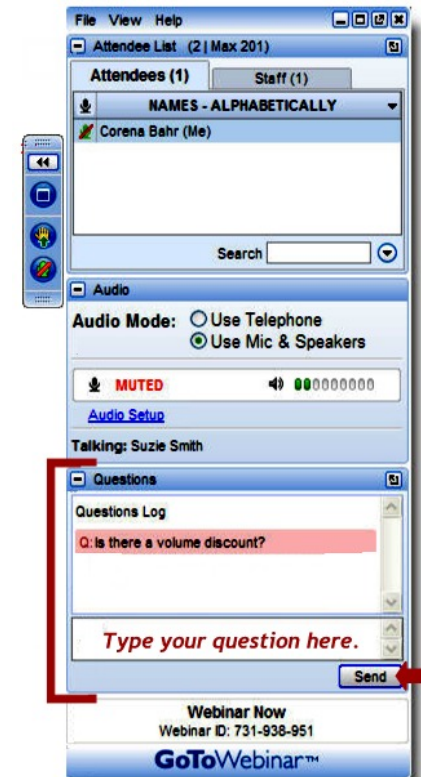 File View Help
Attendee List (2 | Max 201)
Attendees (1) Staff (1)
NAMES - ALPHABETICALLY
Corena Bahr (Me)
Search
Audio
Audio Mode: Use Telephone
Use Mic & Speakers
MUTED
Audio Setup
Talking: Suzie Smith
Questions
Questions Log
Q: Is there a volume discount?
Type your question here.
Send
Webinar Now
Webinar ID: 731-938-951
GoToWebinar™